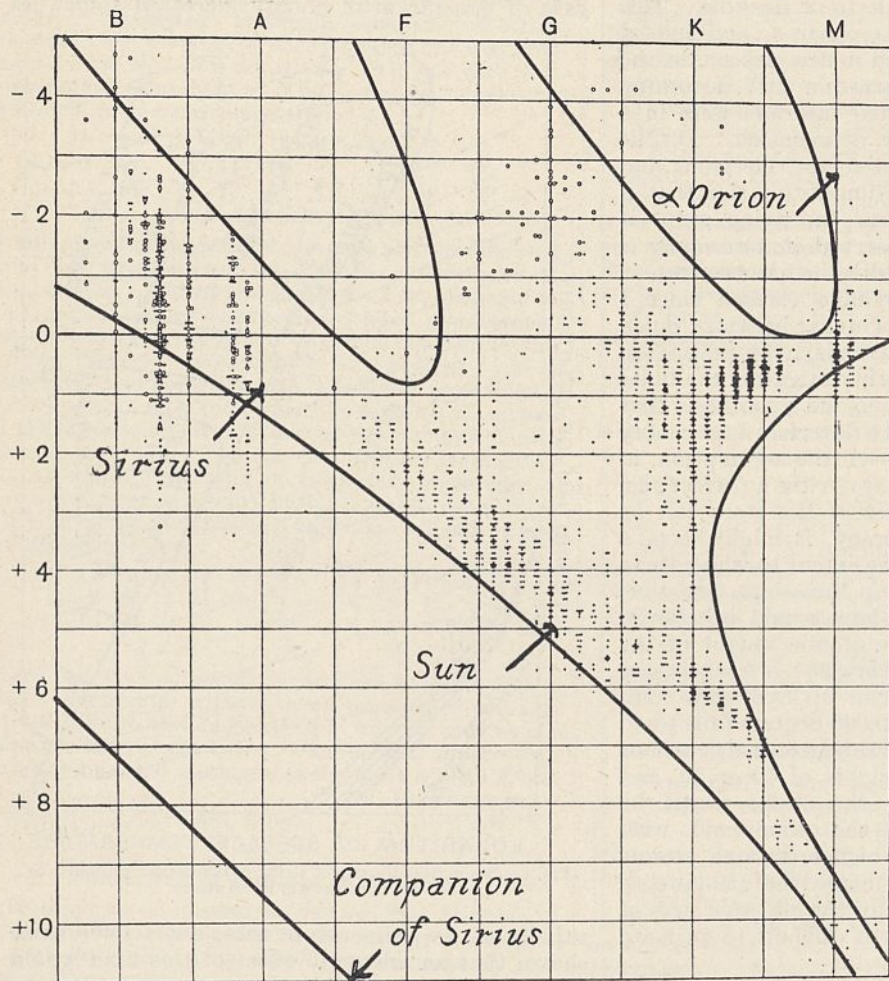 B A F G K M
4
- 2
α Orion
0
Sirius
+ 2
+ 4
Sun
+ 6
+ 8
Companion
of Sirius
+10